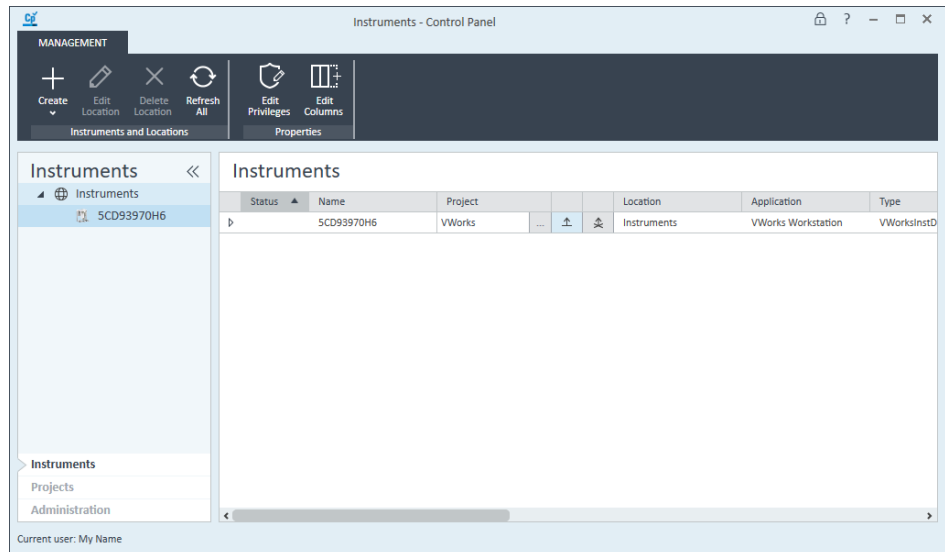 Cp
Instruments - Control Panel
?
MANAGEMENT
Create
Edit Location
Delete Location
Refresh All
Edit Privileges
Edit Columns
Instruments and Locations
Properties
Instruments
Instruments
5CD93970H6
Instruments
Projects
Administration
Instruments
Status Name Project Location Application Type
5CD93970H6 VWorks ... Instruments VWorks Workstation VWorksInstD
Current user: My Name